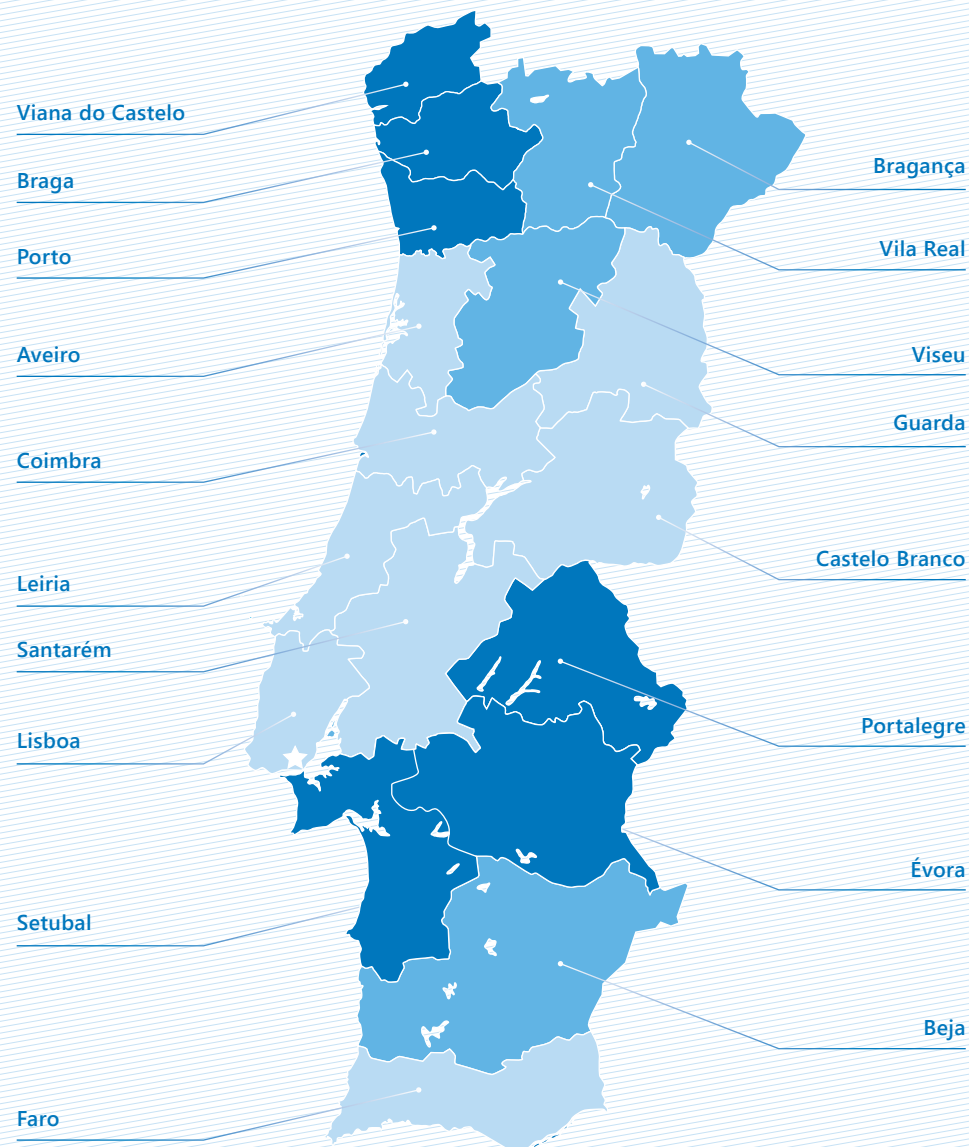 Viana do Castelo
Braga
Porto
Aveiro
Coimbra
Leiria
Santarém
Lisboa
Setubal
Faro
Bragança
Vila Real
Viseu
Guarda
Castelo Branco
Portalegre
Évora
Beja